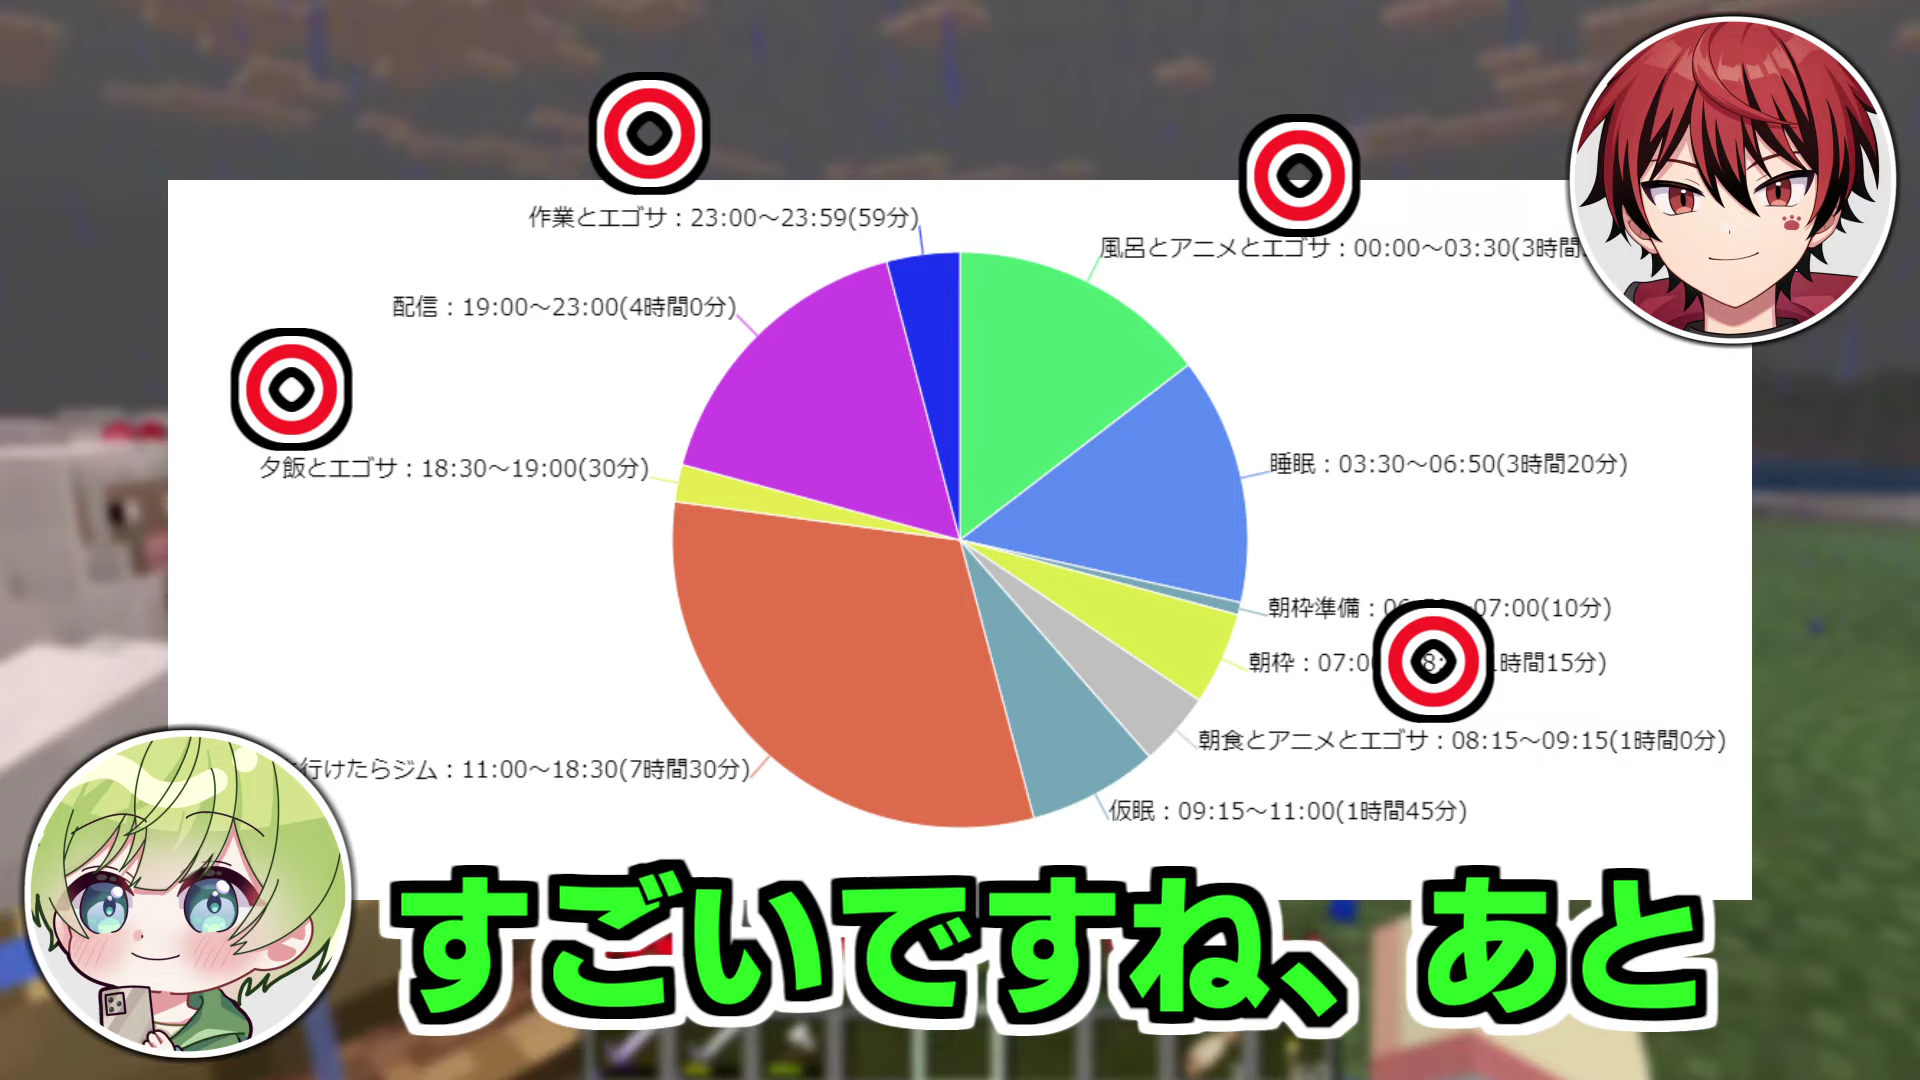 作業とエゴサ：23:00～23:59(59分)
風呂とアニメとエゴサ：00:00～03:30(3時間
配信：19:00～23:00(4時間0分)
睡眠：03:30～06:50(3時間20分)
夕飯とエゴサ：18:30～19:00(30分)
朝枠準備：0 07:00(10分)
朝枠：07:0 8: 時間15分)
朝食とアニメとエゴサ：08:15～09:15(1時間0分)
行けたらジム：11:00～18:30(7時間30分)
仮眠：09:15～11:00(1時間45分)
すごいですね、あと